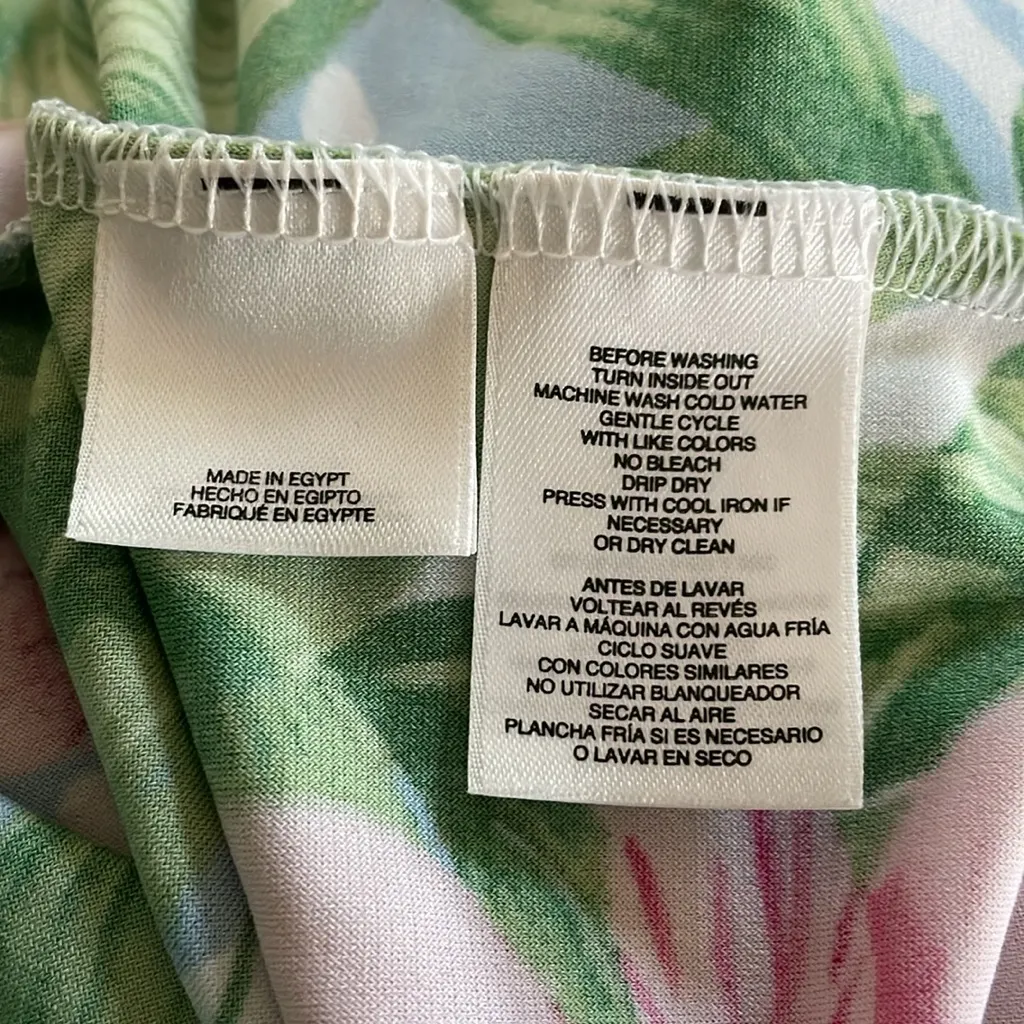 MADE IN EGYPT
HECHO EN EGIPTO
FABRIQUÉ EN EGYPTE
BEFORE WASHING
TURN INSIDE OUT
MACHINE WASH COLD WATER
GENTLE CYCLE
WITH LIKE COLORS
NO BLEACH
DRIP DRY
PRESS WITH COOL IRON IF
NECESSARY
OR DRY CLEAN
ANTES DE LAVAR
VOLTEAR AL REVÉS
LAVAR A MÁQUINA CON AGUA FRÍA
CICLO SUAVE
CON COLORES SIMILARES
NO UTILIZAR BLANQUEADOR
SECAR AL AIRE
PLANCHA FRÍA SI ES NECESARIO
O LAVAR EN SECO